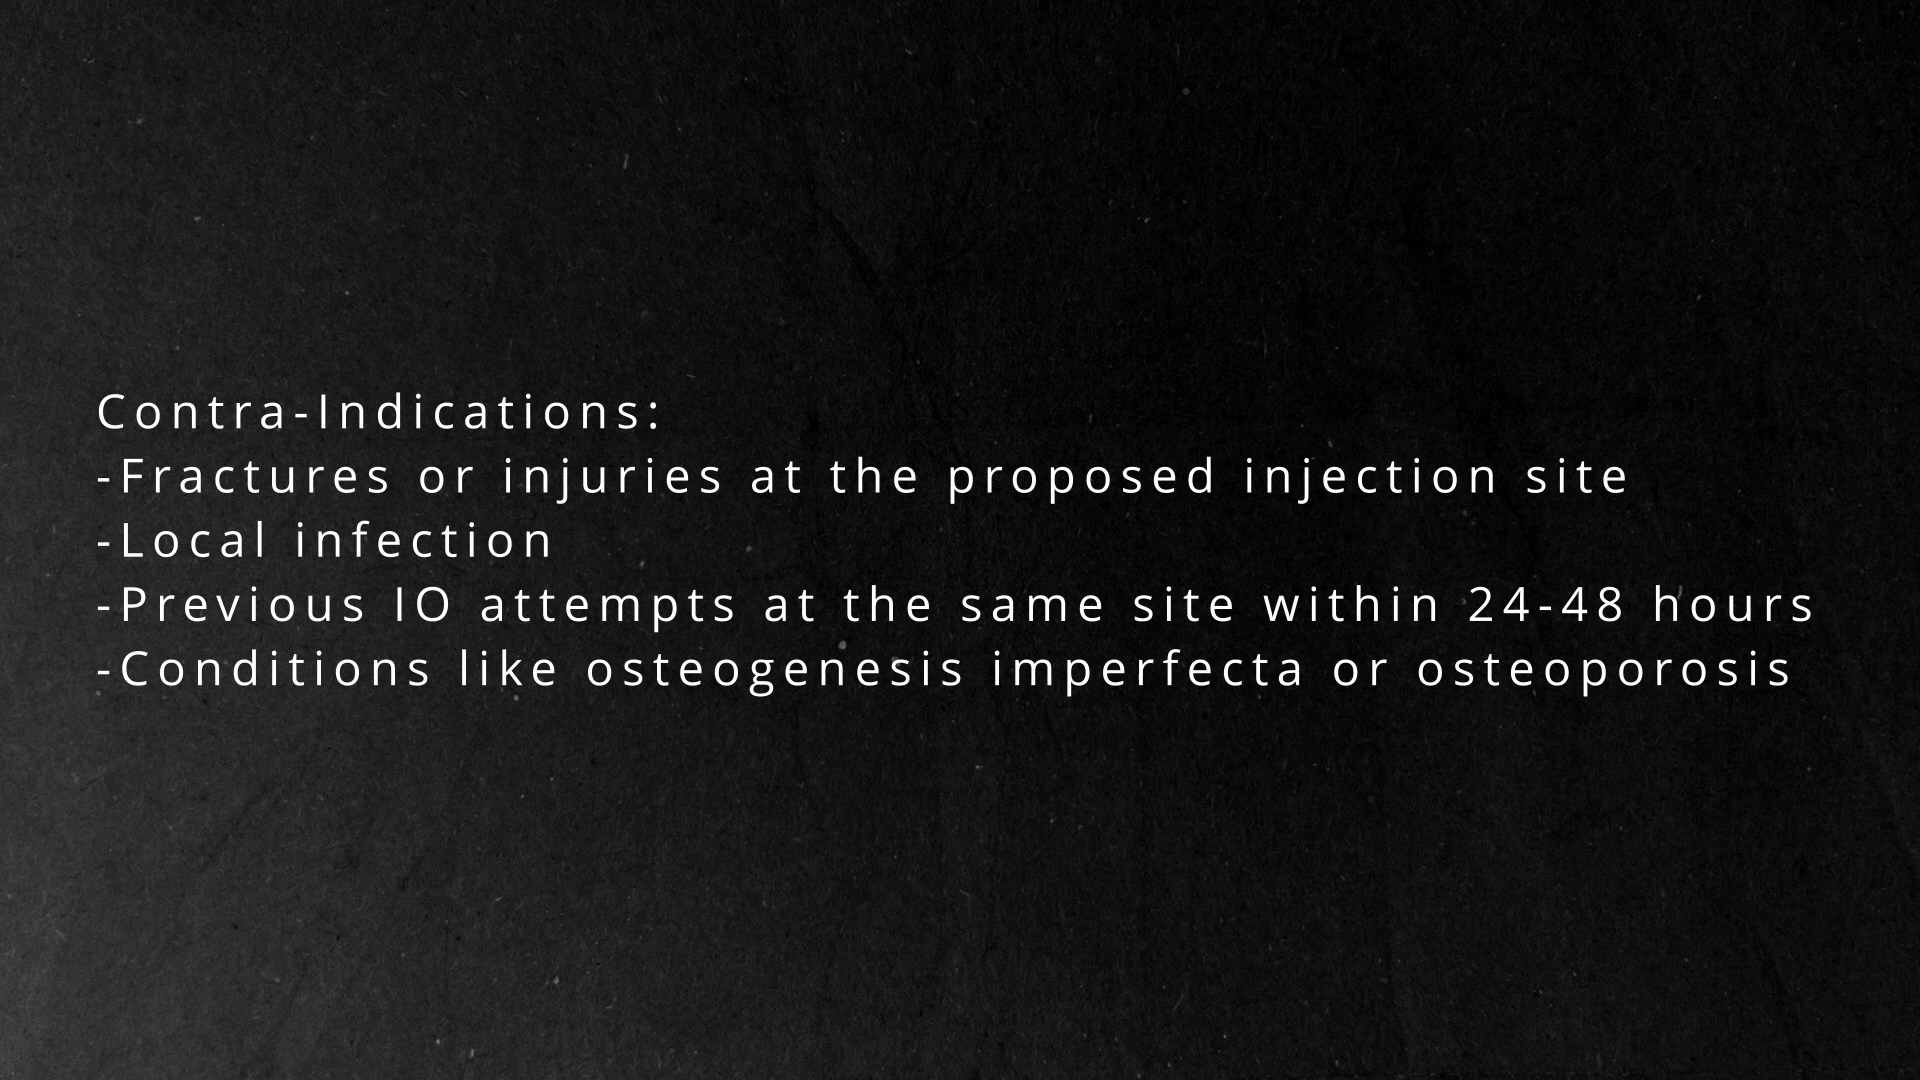 Contra-Indications:
-Fractures or injuries at the proposed injection site
-Local infection
-Previous IO attempts at the same site within 24-48 hours
-Conditions like osteogenesis imperfecta or osteoporosis